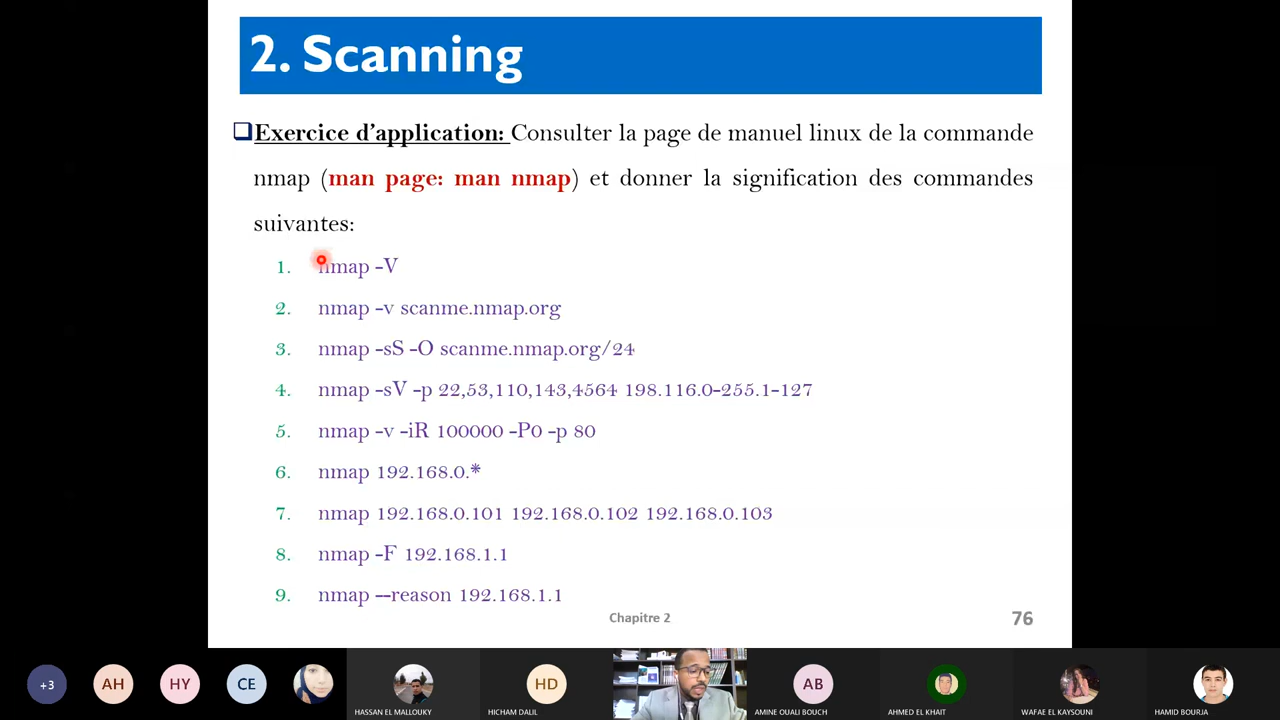 2. Scanning
Exercice d'application: Consulter la page de manuel linux de la commande
nmap (man page: man nmap) et donner la signification des commandes
suivantes:
1. nmap -V
2. nmap -v scanme.nmap.org
3. nmap -sS -O scanme.nmap.org/24
4. nmap -sV -p 22,53,110,143,4564 198.116.0-255.1-127
5. nmap -v -iR 100000 -P0 -p 80
6. nmap 192.168.0.*
7. nmap 192.168.0.101 192.168.0.102 192.168.0.103
8. nmap -F 192.168.1.1
9. nmap --reason 192.168.1.1
Chapitre 2
76
+3 AH HY CE HD AB
HASSAN EL MALLOUKY HICHAM DALIL AMINE OUALI BOUCH AHMED EL KHAIT WAFAE EL KAYSOUNI HAMID BOURJA